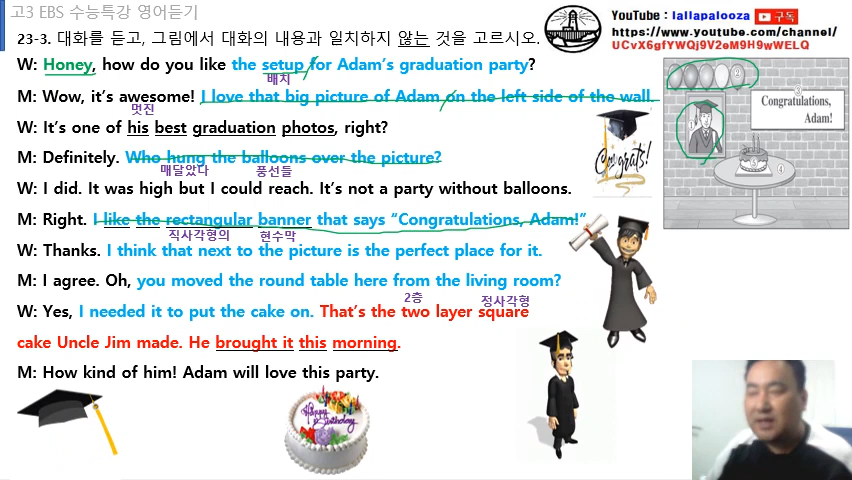 고3 EBS 수능특강 영어듣기
YouTube : lallapalooza 구독
https://www.youtube.com/channel/
UCvX6gfYWQj9V2eM9H9wWELQ
23-3. 대화를 듣고, 그림에서 대화의 내용과 일치하지 않는 것을 고르시오.
W: Honey, how do you like the setup for Adam's graduation party?
배치
M: Wow, it's awesome! I love that big picture of Adam on the left side of the wall.
멋진
W: It's one of his best graduation photos, right?
M: Definitely. Who hung the balloons over the picture?
매달았다 풍선들
W: I did. It was high but I could reach. It's not a party without balloons.
M: Right. I like the rectangular banner that says "Congratulations, Adam!"
직사각형의 현수막
W: Thanks. I think that next to the picture is the perfect place for it.
M: I agree. Oh, you moved the round table here from the living room?
2층 정사각형
W: Yes, I needed it to put the cake on. That's the two layer square
cake Uncle Jim made. He brought it this morning.
M: How kind of him! Adam will love this party.
②
③
Congratulations,
Adam!
①
⑤
④
Congrats!
Happy
Birthday